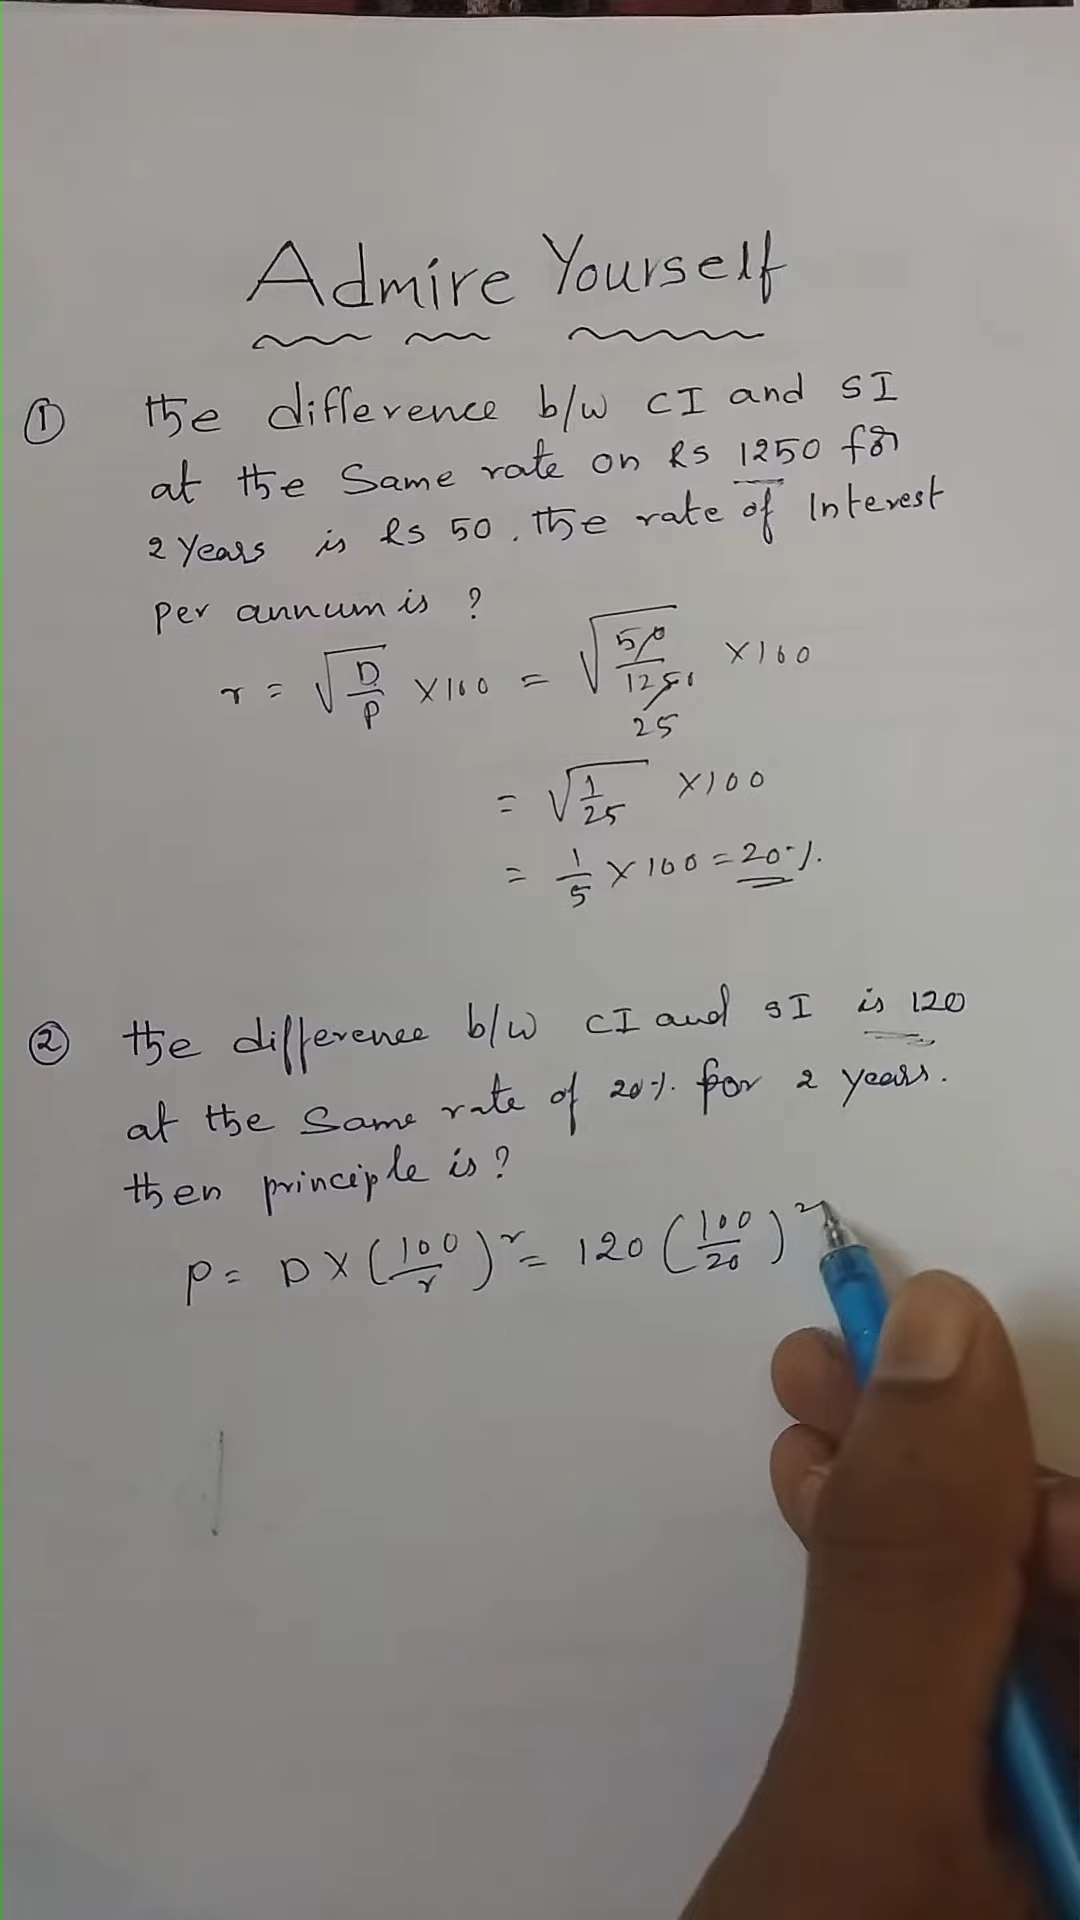 Admire Yourself
① the difference b/w CI and SI
at the Same rate on Rs 1250 for
2 Years is Rs 50. the rate of Interest
per annum is ?
r = √(D/P) × 100 = √(50/1250) × 100
25
= √(1/25) × 100
= 1/5 × 100 = 20%.
② the difference b/w CI and SI is 120
at the Same rate of 20%. for 2 years.
then principle is?
P = D × (100/r)² = 120 (100/20)²